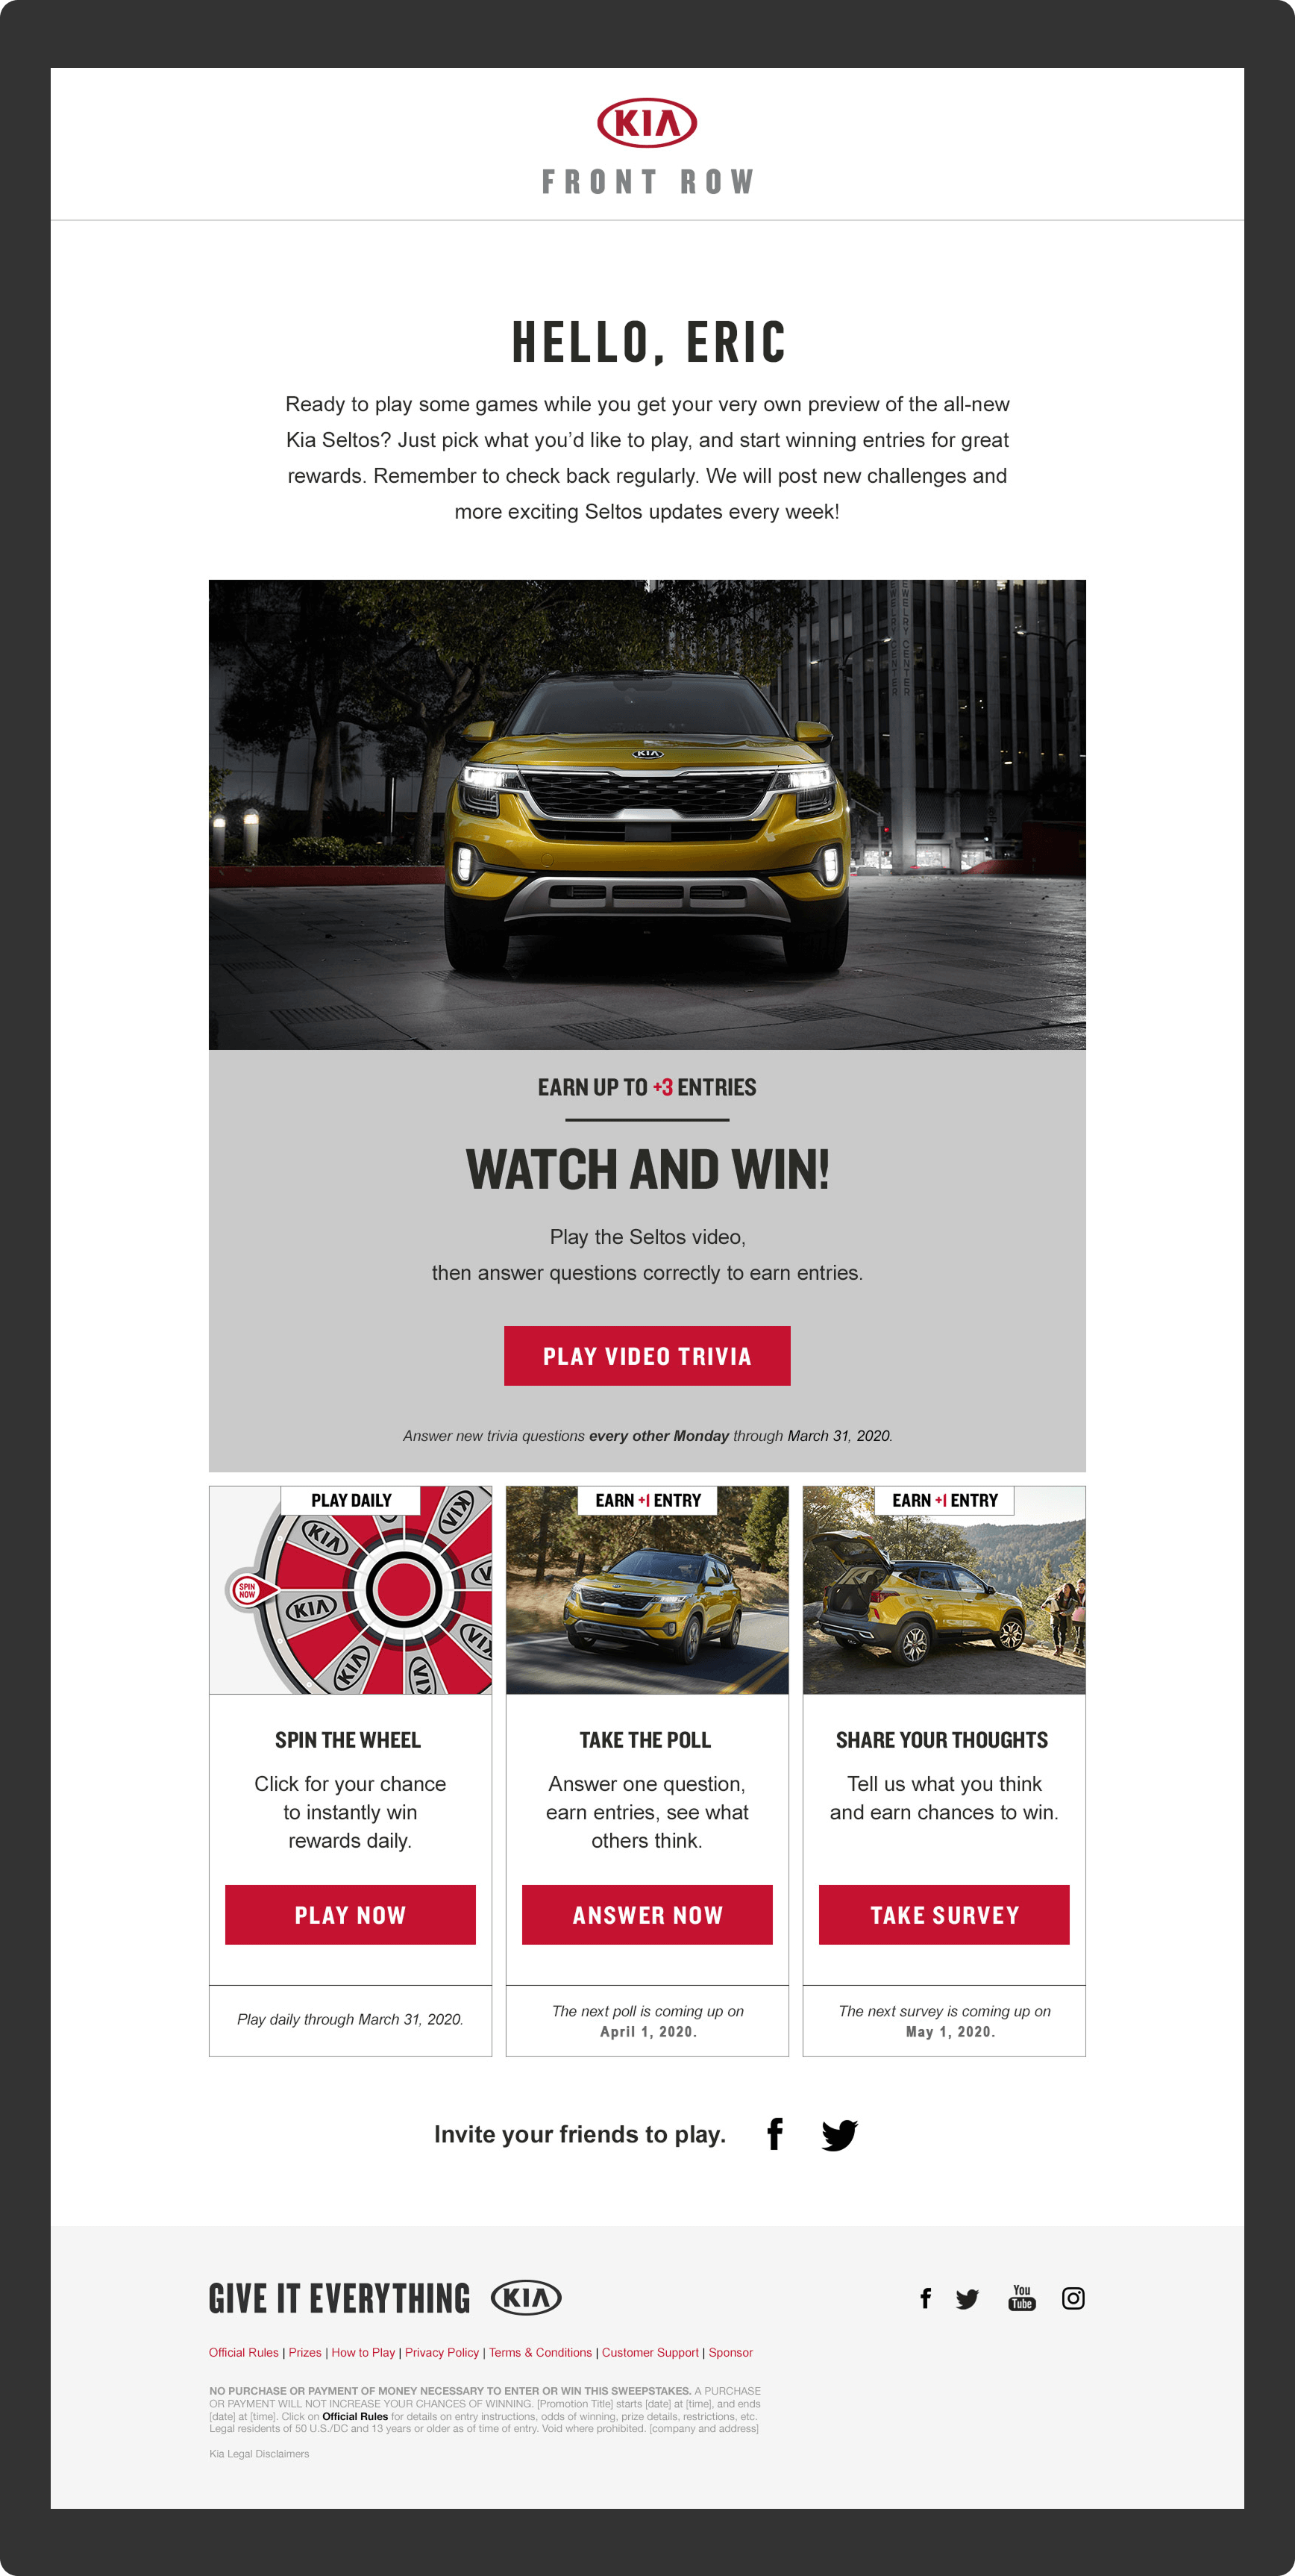 KIA
FRONT ROW
HELLO, ERIC
Ready to play some games while you get your very own preview of the all-new
Kia Seltos? Just pick what you’d like to play, and start winning entries for great
rewards. Remember to check back regularly. We will post new challenges and
more exciting Seltos updates every week!
JEWELRY CENTER
KIA
EARN UP TO +3 ENTRIES
WATCH AND WIN!
Play the Seltos video,
then answer questions correctly to earn entries.
PLAY VIDEO TRIVIA
Answer new trivia questions every other Monday through March 31, 2020.
PLAY DAILY
KIA
KIA
SPIN
NOW
KIA
KIA
KIA
KIA
SPIN THE WHEEL
Click for your chance
to instantly win
rewards daily.
PLAY NOW
Play daily through March 31, 2020.
EARN +1 ENTRY
TAKE THE POLL
Answer one question,
earn entries, see what
others think.
ANSWER NOW
The next poll is coming up on
April 1, 2020.
EARN +1 ENTRY
SHARE YOUR THOUGHTS
Tell us what you think
and earn chances to win.
TAKE SURVEY
The next survey is coming up on
May 1, 2020.
Invite your friends to play.
GIVE IT EVERYTHING KIA
You
Tube
Official Rules | Prizes | How to Play | Privacy Policy | Terms & Conditions | Customer Support | Sponsor
NO PURCHASE OR PAYMENT OF MONEY NECESSARY TO ENTER OR WIN THIS SWEEPSTAKES. A PURCHASE
OR PAYMENT WILL NOT INCREASE YOUR CHANCES OF WINNING. [Promotion Title] starts [date] at [time], and ends
[date] at [time]. Click on Official Rules for details on entry instructions, odds of winning, prize details, restrictions, etc.
Legal residents of 50 U.S./DC and 13 years or older as of time of entry. Void where prohibited. [company and address]
Kia Legal Disclaimers